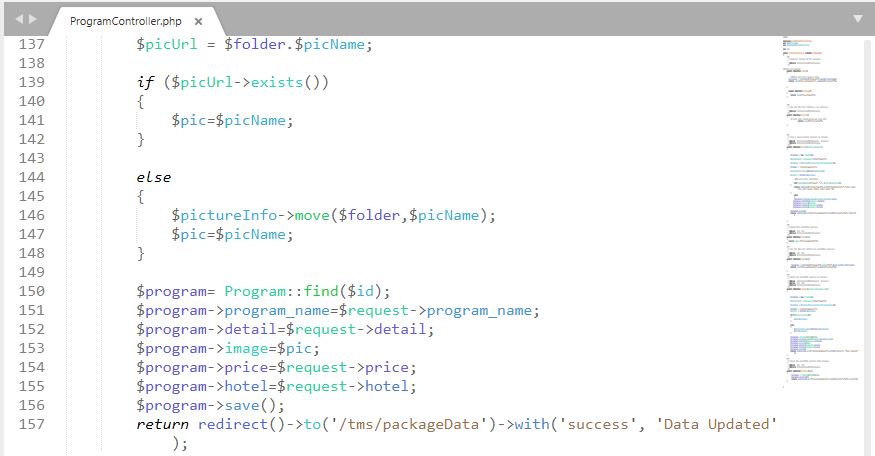 ProgramController.php ×
137 $picUrl = $folder.$picName;
138
139 if ($picUrl->exists())
140 {
141 $pic=$picName;
142 }
143
144 else
145 {
146 $pictureInfo->move($folder,$picName);
147 $pic=$picName;
148 }
149
150 $program= Program::find($id);
151 $program->program_name=$request->program_name;
152 $program->detail=$request->detail;
153 $program->image=$pic;
154 $program->price=$request->price;
155 $program->hotel=$request->hotel;
156 $program->save();
157 return redirect()->to('/tms/packageData')->with('success', 'Data Updated'
);